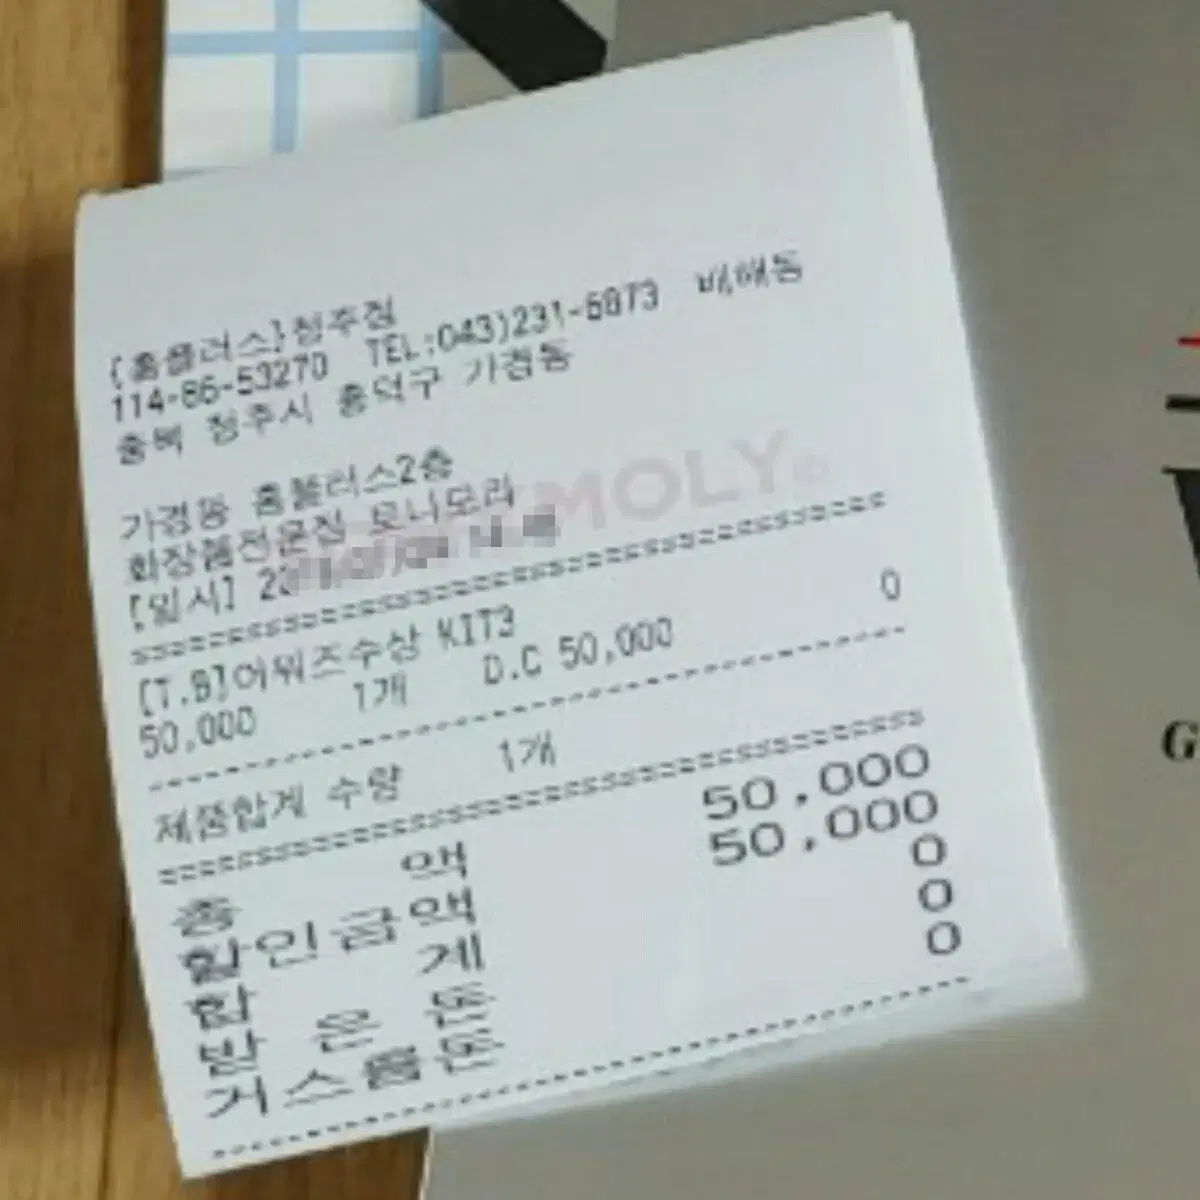 [홈플러스]청주점
114-86-53270 TEL:043)231-6873 배해동
충북 청주시 흥덕구 가경동
가경동 홈플러스2층
화장품전문점 토니모리
[일시]
[T.B]어워즈수상 KIT3 0
50,000 1개 D.C 50,000
제품합계 수량 1개
총 액 50,000
할인금액 50,000
합 계 0
받 은 돈 0
거스름돈 0
TONYMOLY
G